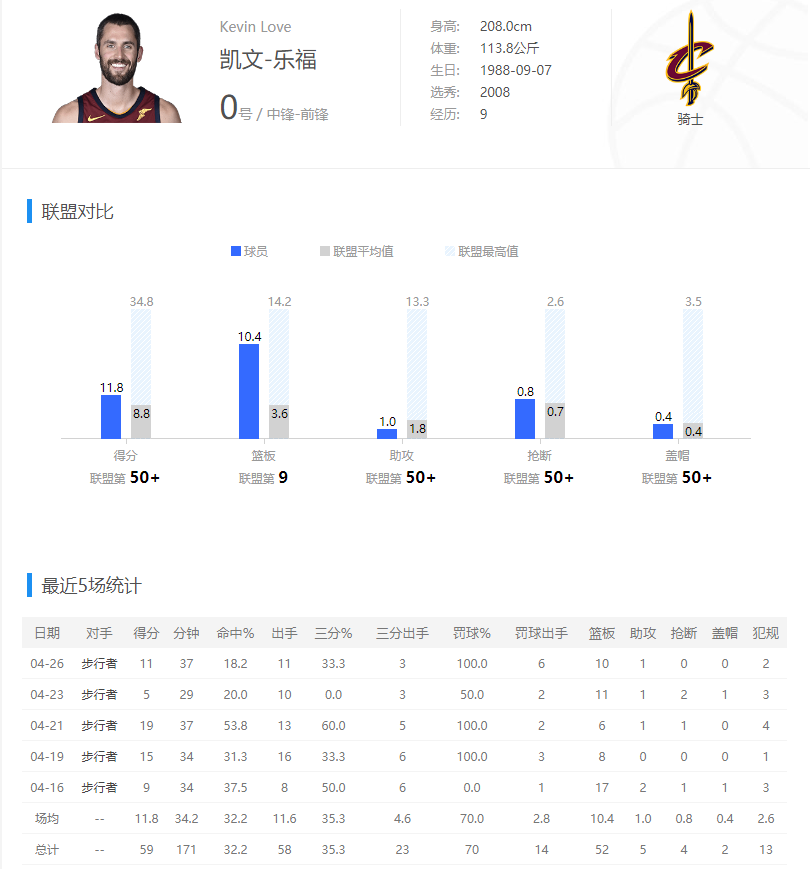 Kevin Love
凯文-乐福
0号 / 中锋-前锋
身高: 208.0cm
体重: 113.8公斤
生日: 1988-09-07
选秀: 2008
经历: 9
骑士
联盟对比
球员 联盟平均值 联盟最高值
34.8 14.2 13.3 2.6 3.5
11.8 8.8 10.4 3.6 1.0 1.8 0.8 0.7 0.4 0.4
得分 篮板 助攻 抢断 盖帽
联盟第 50+ 联盟第 9 联盟第 50+ 联盟第 50+ 联盟第 50+
最近5场统计
日期 对手 得分 分钟 命中% 出手 三分% 三分出手 罚球% 罚球出手 篮板 助攻 抢断 盖帽 犯规
04-26 步行者 11 37 18.2 11 33.3 3 100.0 6 10 1 0 0 2
04-23 步行者 5 29 20.0 10 0.0 3 50.0 2 11 1 2 1 3
04-21 步行者 19 37 53.8 13 60.0 5 100.0 2 6 1 1 0 4
04-19 步行者 15 34 31.3 16 33.3 6 100.0 3 8 0 0 0 1
04-16 步行者 9 34 37.5 8 50.0 6 0.0 1 17 2 1 1 3
场均 -- 11.8 34.2 32.2 11.6 35.3 4.6 70.0 2.8 10.4 1.0 0.8 0.4 2.6
总计 -- 59 171 32.2 58 35.3 23 70 14 52 5 4 2 13